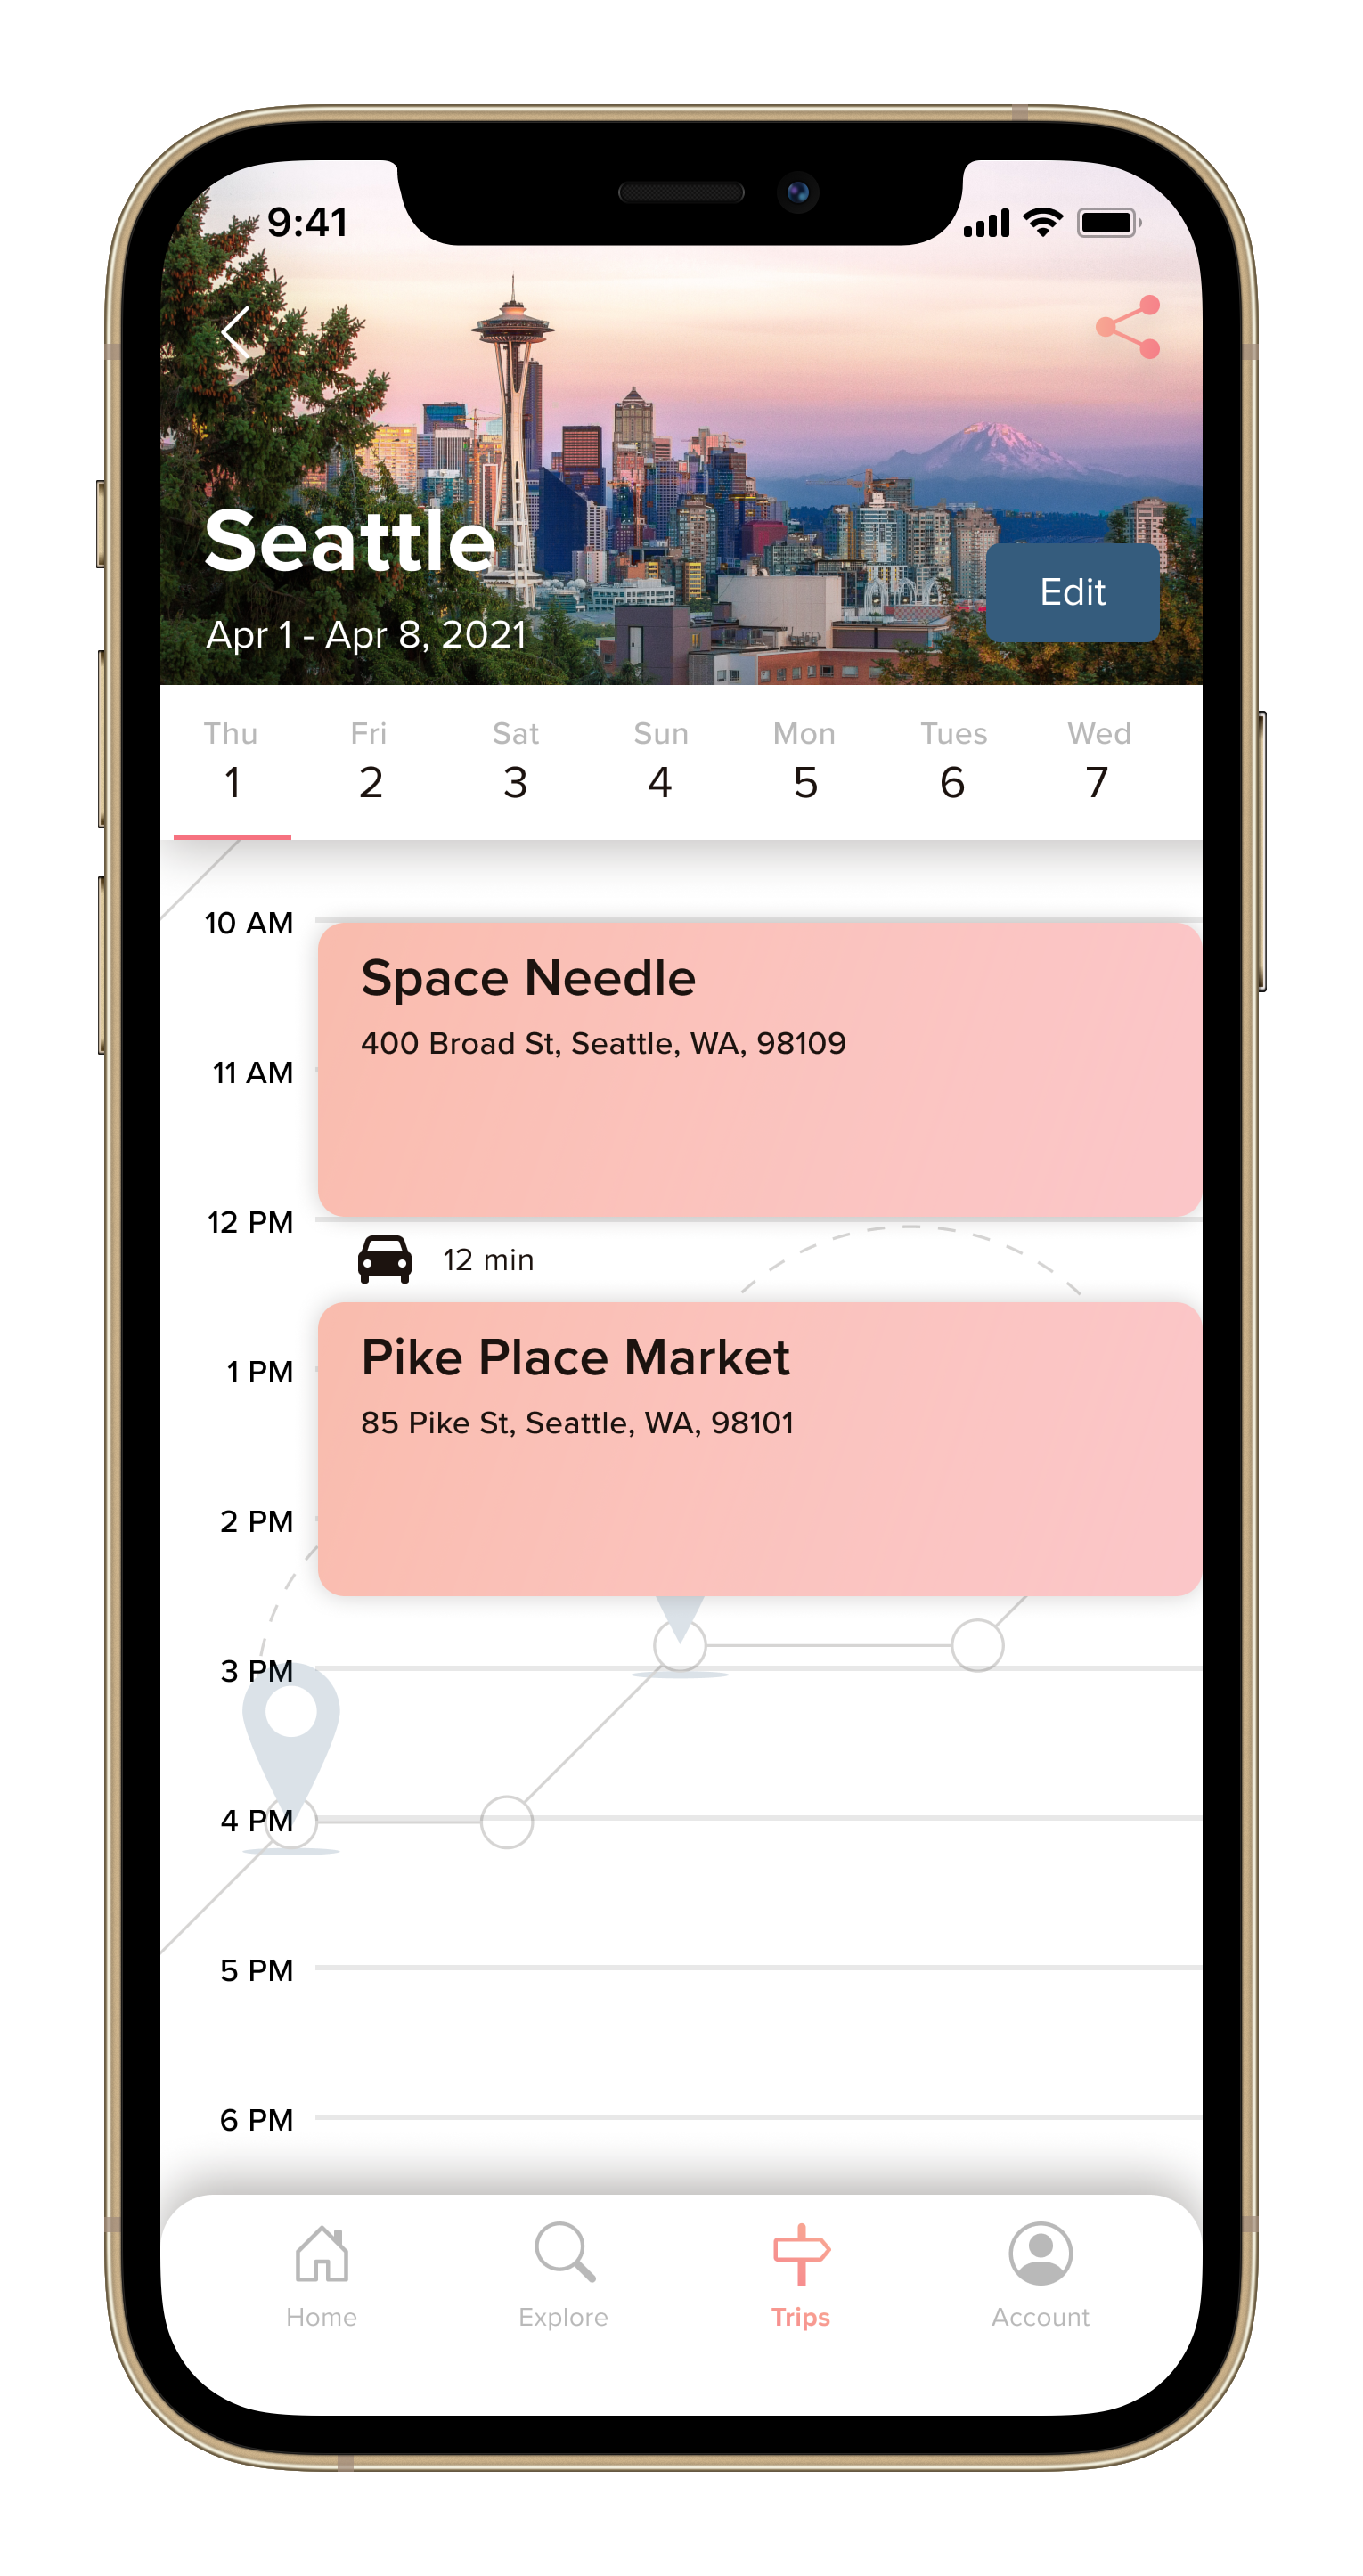 9:41
Seattle
Edit
Apr 1 - Apr 8, 2021
Thu Fri Sat Sun Mon Tues Wed
1 2 3 4 5 6 7
10 AM
Space Needle
400 Broad St, Seattle, WA, 98109
11 AM
12 PM
12 min
Pike Place Market
1 PM
85 Pike St, Seattle, WA, 98101
2 PM
3 PM
4 PM
5 PM
6 PM
Home Explore Trips Account